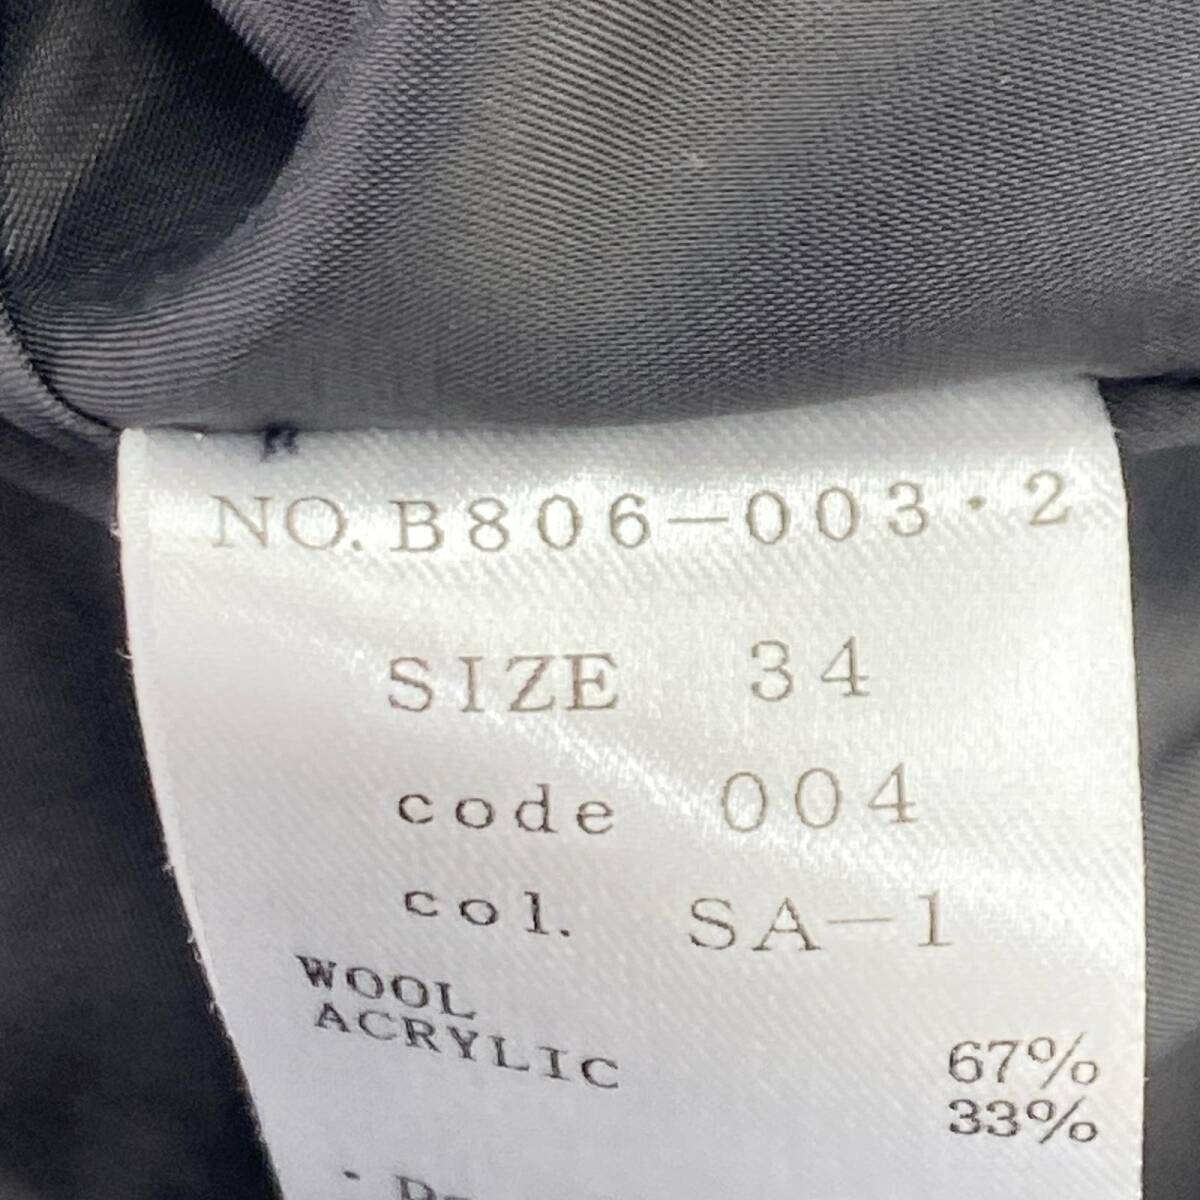 NO. B806-003・2
SIZE 34
code 004
col. SA-1
WOOL 67%
ACRYLIC 33%